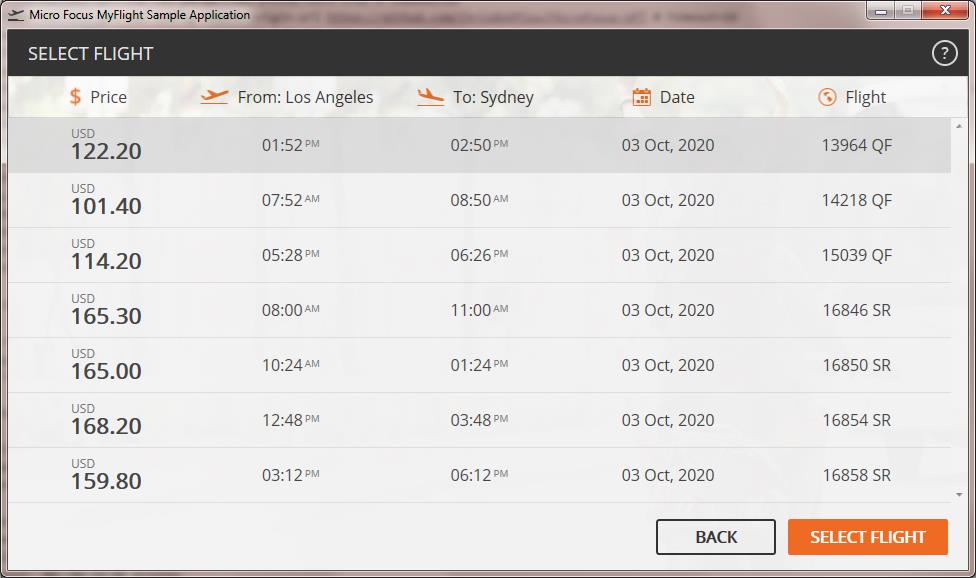 Micro Focus MyFlight Sample Application
SELECT FLIGHT
?
$ Price From: Los Angeles To: Sydney Date Flight
USD
122.20 01:52 PM 02:50 PM 03 Oct, 2020 13964 QF
USD
101.40 07:52 AM 08:50 AM 03 Oct, 2020 14218 QF
USD
114.20 05:28 PM 06:26 PM 03 Oct, 2020 15039 QF
USD
165.30 08:00 AM 11:00 AM 03 Oct, 2020 16846 SR
USD
165.00 10:24 AM 01:24 PM 03 Oct, 2020 16850 SR
USD
168.20 12:48 PM 03:48 PM 03 Oct, 2020 16854 SR
USD
159.80 03:12 PM 06:12 PM 03 Oct, 2020 16858 SR
BACK SELECT FLIGHT